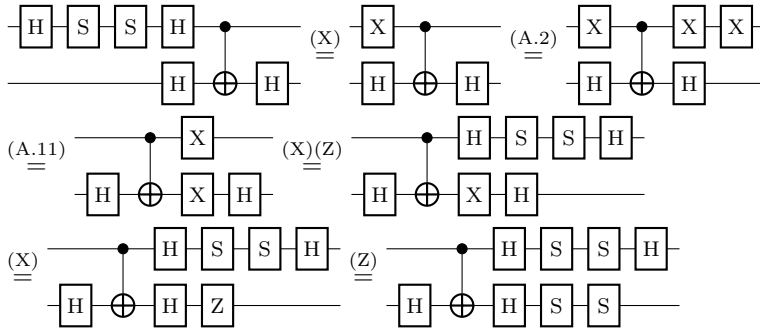 H S S H (X) = X (A.2) = X X X
H H H H H H
(A.11) = X (X)(Z) = H S S H
H X H H X H
(X) = H S S H (Z) = H S S H
H H Z H H S S